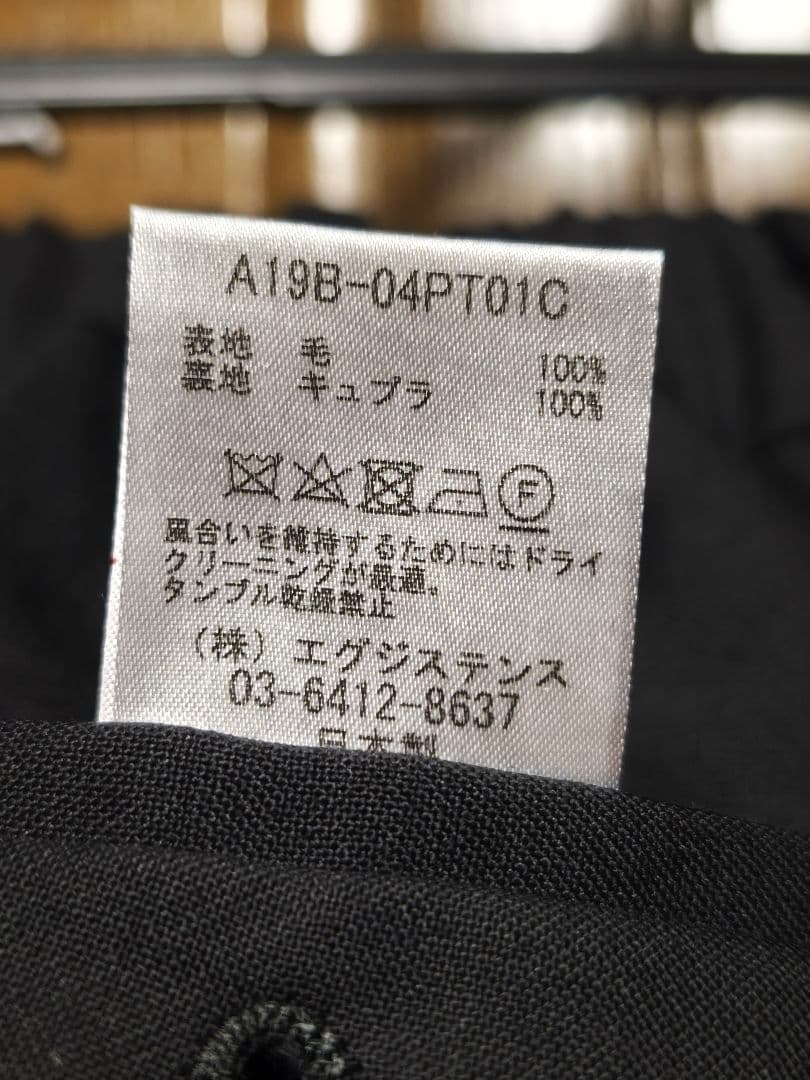 A19B-04PT01C
表地 毛 100%
裏地 キュプラ 100%
F
風合いを維持するためにはドライ
クリーニングが最適。
タンブル乾燥禁止
(株) エグジステンス
03-6412-8637
日本製